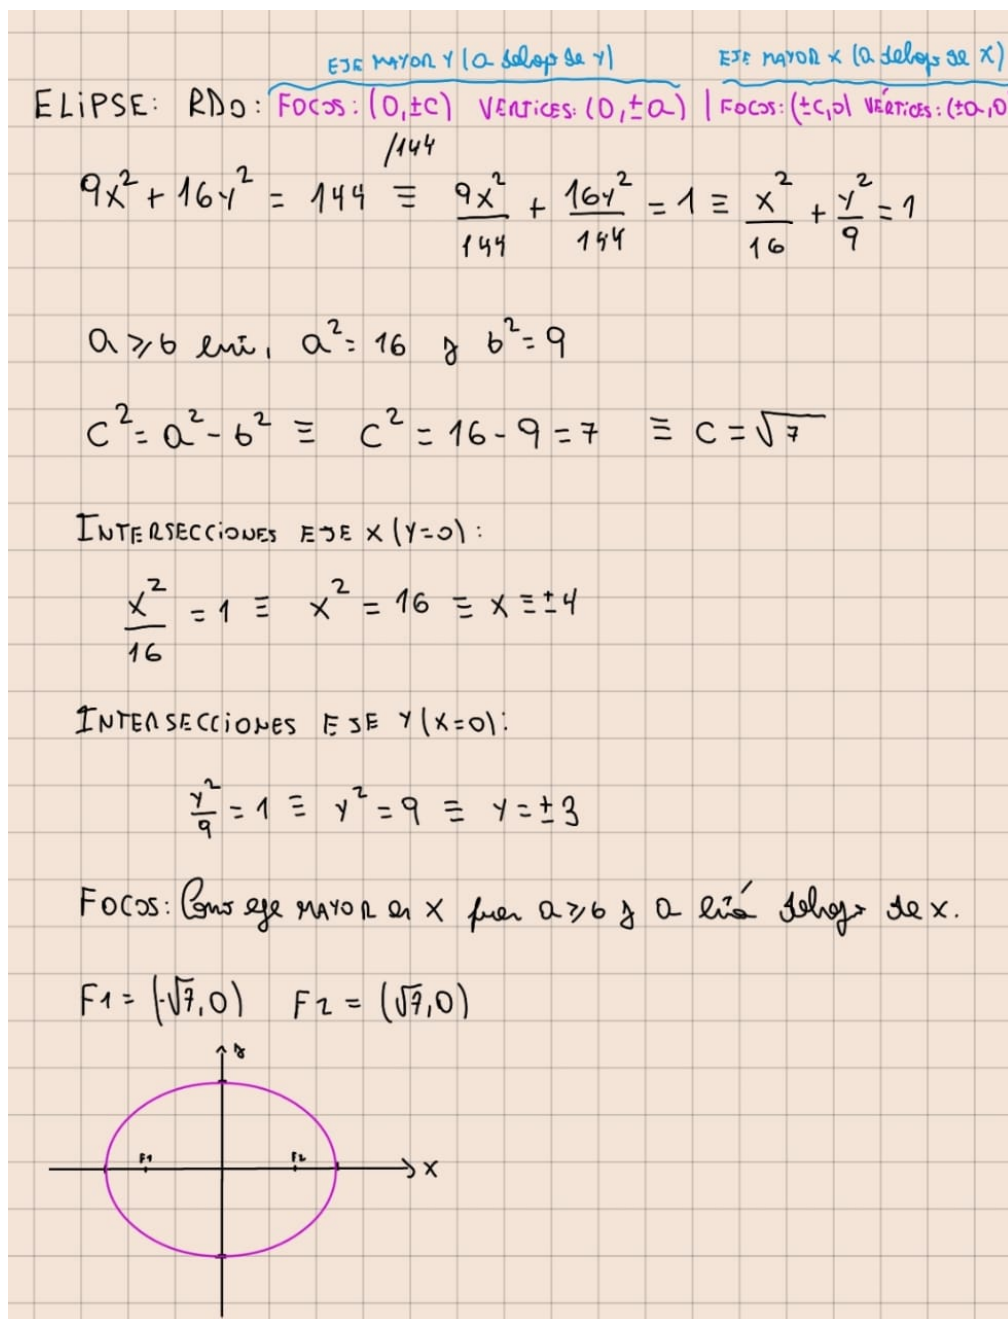 EJE MAYOR Y (a debajo de y) EJE MAYOR X (a debajo de x)
ELIPSE: RDO: FOCOS: (0,±c) VERTICES: (0,±a) | FOCOS: (±c,0) VÉRTICES: (±a,0
/144
9x² + 16y² = 144 ≡ 9x²/144 + 16y²/144 = 1 ≡ x²/16 + y²/9 = 1
a ≥ b a² = 16 y b² = 9
c² = a² - b² ≡ c² = 16 - 9 = 7 ≡ c = √7
INTERSECCIONES EJE X (Y=0):
x²/16 = 1 ≡ x² = 16 ≡ x = ±4
INTERSECCIONES EJE Y (X=0):
y²/9 = 1 ≡ y² = 9 ≡ y = ±3
FOCOS: Como eje MAYOR en X pues a ≥ b y a está debajo de x.
F1 = (-√7,0) F2 = (√7,0)
y
F1 F2
X